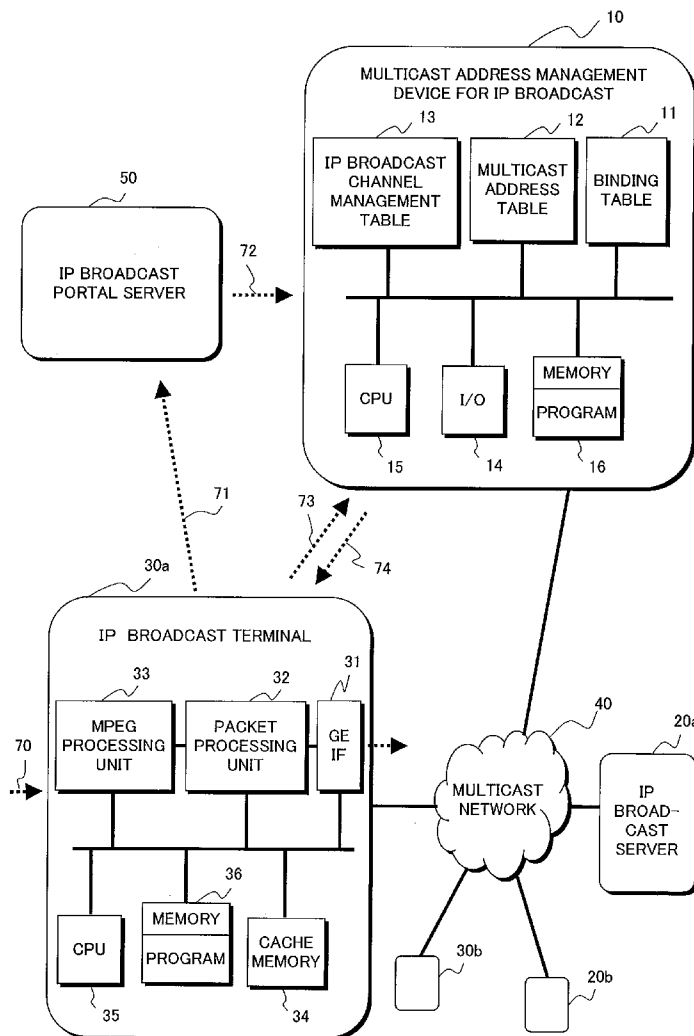 10
MULTICAST ADDRESS MANAGEMENT
DEVICE FOR IP BROADCAST
13
12
11
IP BROADCAST
CHANNEL
MANAGEMENT
TABLE
MULTICAST
ADDRESS
TABLE
BINDING
TABLE
50
IP BROADCAST
PORTAL SERVER
72
CPU
I/O
MEMORY
PROGRAM
15
14
16
71
73
74
30a
IP BROADCAST TERMINAL
33
32
31
MPEG
PROCESSING
UNIT
PACKET
PROCESSING
UNIT
GE
IF
70
40
MULTICAST
NETWORK
20a
IP
BROAD-
CAST
SERVER
36
CPU
MEMORY
PROGRAM
CACHE
MEMORY
35
34
30b
20b